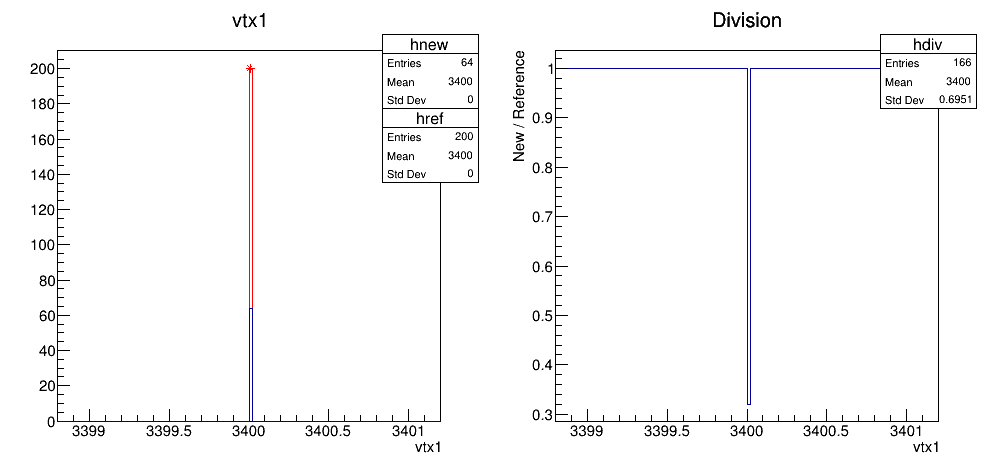 vtx1
hnew
Entries 64
Mean 3400
Std Dev 0
href
Entries 200
Mean 3400
Std Dev 0
200
180
160
140
120
100
80
60
40
20
0
3399 3399.5 3400 3400.5 3401
vtx1
Division
hdiv
Entries 166
Mean 3400
Std Dev 0.6951
New / Reference
1
0.9
0.8
0.7
0.6
0.5
0.4
0.3
3399 3399.5 3400 3400.5 3401
vtx1